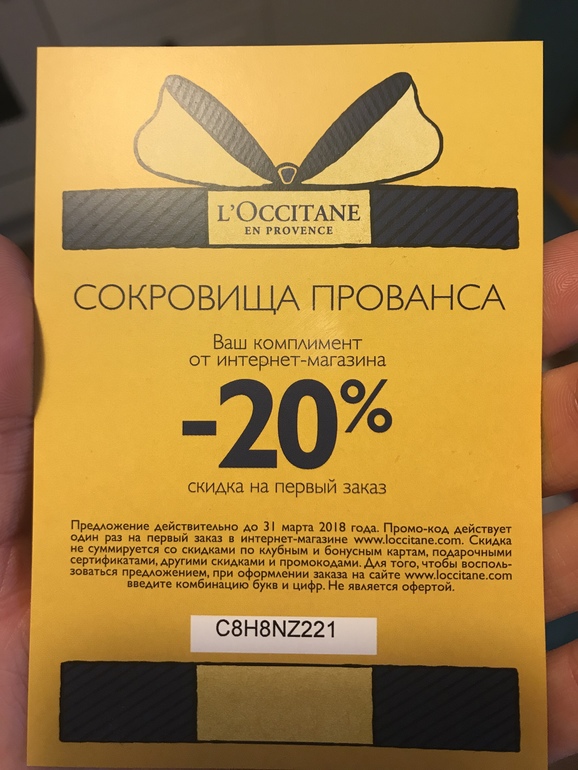 L'OCCITANE
EN PROVENCE
СОКРОВИЩА ПРОВАНСА
Ваш комплимент
от интернет-магазина
-20%
скидка на первый заказ
Предложение действительно до 31 марта 2018 года. Промо-код действует
один раз на первый заказ в интернет-магазине www.loccitane.com. Скидка
не суммируется со скидками по клубным и бонусным картам, подарочными
сертификатами, другими скидками и промокодами. Для того, чтобы восполь-
зоваться предложением, при оформлении заказа на сайте www.loccitane.com
введите комбинацию букв и цифр. Не является офертой.
C8H8NZ221